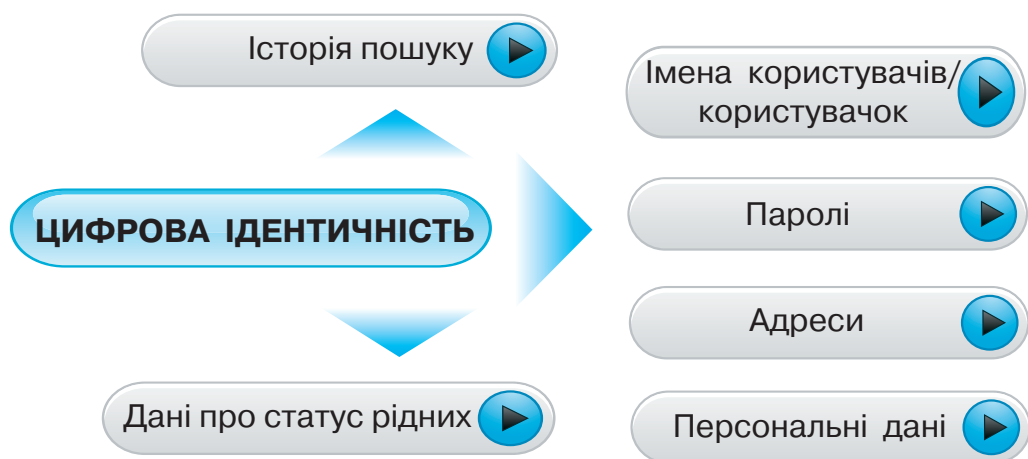 Історія пошуку
ЦИФРОВА ІДЕНТИЧНІСТЬ
Дані про статус рідних
Імена користувачів/
користувачок
Паролі
Адреси
Персональні дані